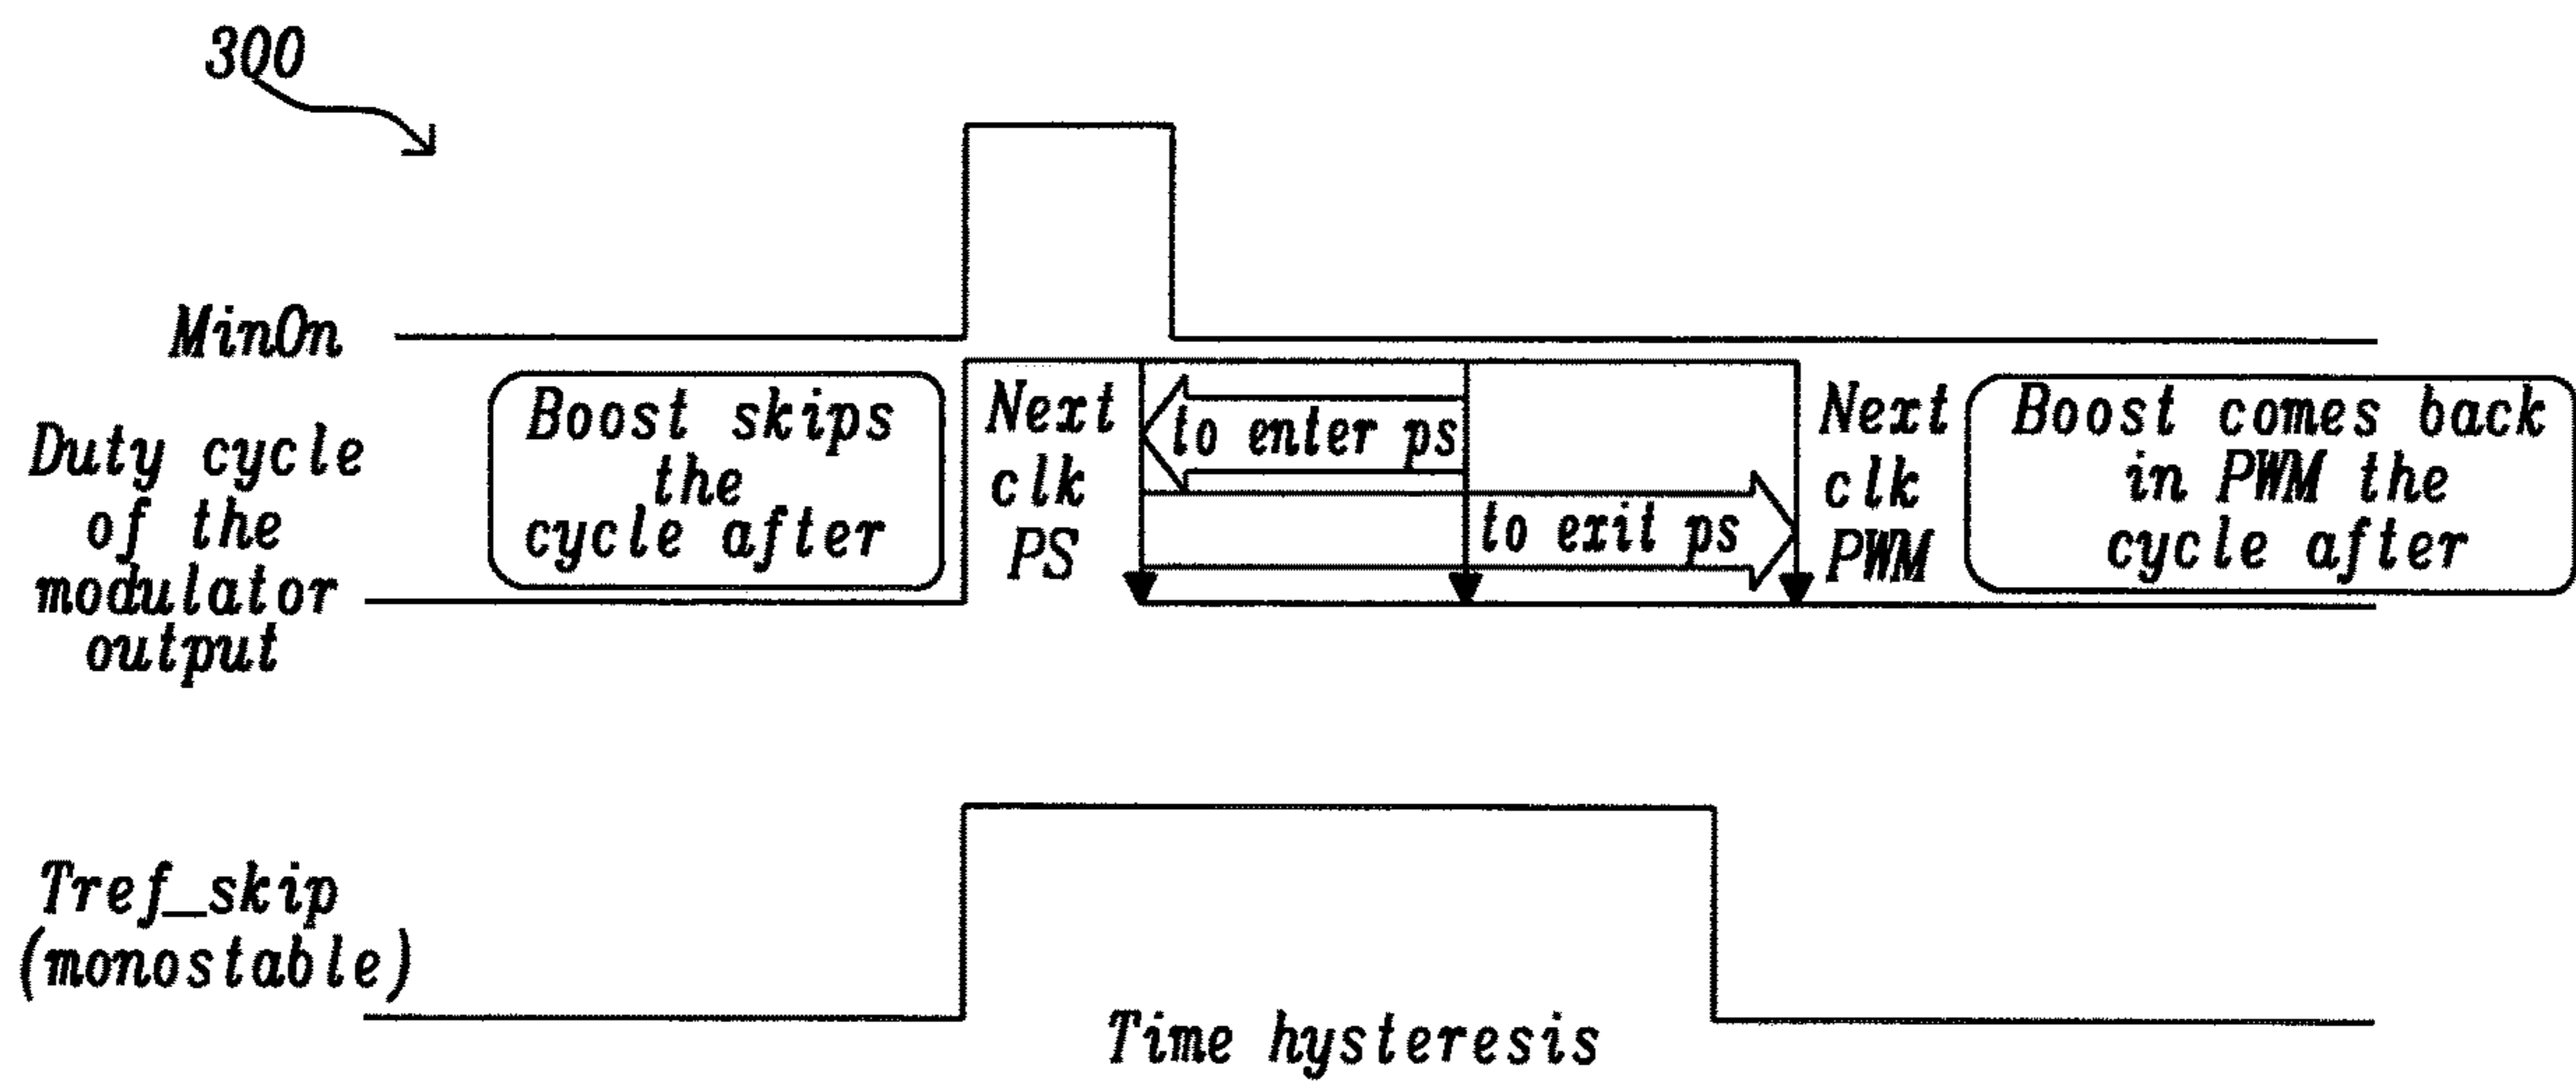 300
MinOn
Duty cycle
of the
modulator
output
Boost skips
the
cycle after
Next
clk
PS
to enter ps
to exit ps
Next
clk
PWM
Boost comes back
in PWM the
cycle after
Tref_skip
(monostable)
Time hysteresis